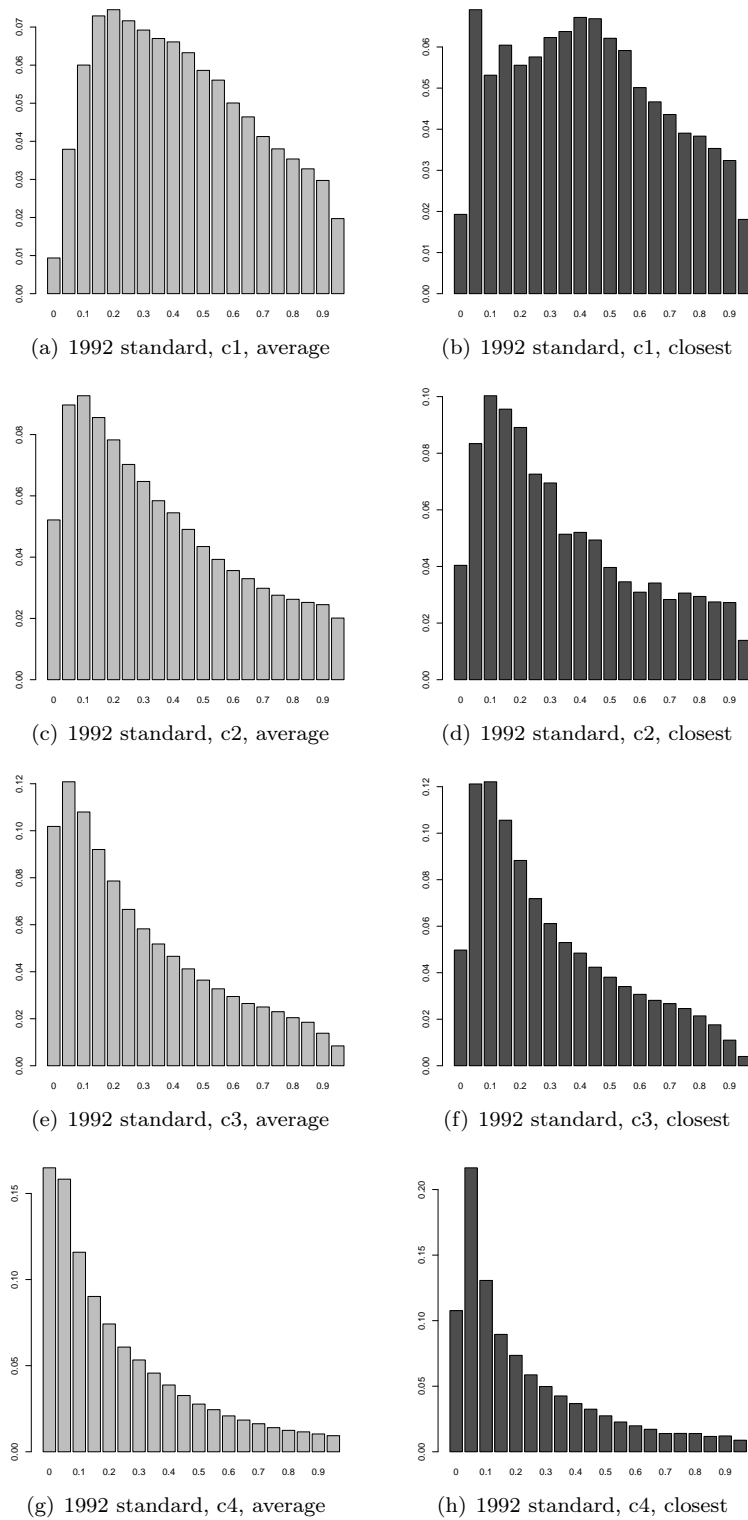 0.00 0.01 0.02 0.03 0.04 0.05 0.06 0.07
0 0.1 0.2 0.3 0.4 0.5 0.6 0.7 0.8 0.9
(a) 1992 standard, c1, average
0.00 0.01 0.02 0.03 0.04 0.05 0.06
0 0.1 0.2 0.3 0.4 0.5 0.6 0.7 0.8 0.9
(b) 1992 standard, c1, closest
0.00 0.02 0.04 0.06 0.08
0 0.1 0.2 0.3 0.4 0.5 0.6 0.7 0.8 0.9
(c) 1992 standard, c2, average
0.00 0.02 0.04 0.06 0.08 0.10
0 0.1 0.2 0.3 0.4 0.5 0.6 0.7 0.8 0.9
(d) 1992 standard, c2, closest
0.00 0.02 0.04 0.06 0.08 0.10 0.12
0 0.1 0.2 0.3 0.4 0.5 0.6 0.7 0.8 0.9
(e) 1992 standard, c3, average
0.00 0.02 0.04 0.06 0.08 0.10 0.12
0 0.1 0.2 0.3 0.4 0.5 0.6 0.7 0.8 0.9
(f) 1992 standard, c3, closest
0.00 0.05 0.10 0.15
0 0.1 0.2 0.3 0.4 0.5 0.6 0.7 0.8 0.9
(g) 1992 standard, c4, average
0.00 0.05 0.10 0.15 0.20
0 0.1 0.2 0.3 0.4 0.5 0.6 0.7 0.8 0.9
(h) 1992 standard, c4, closest